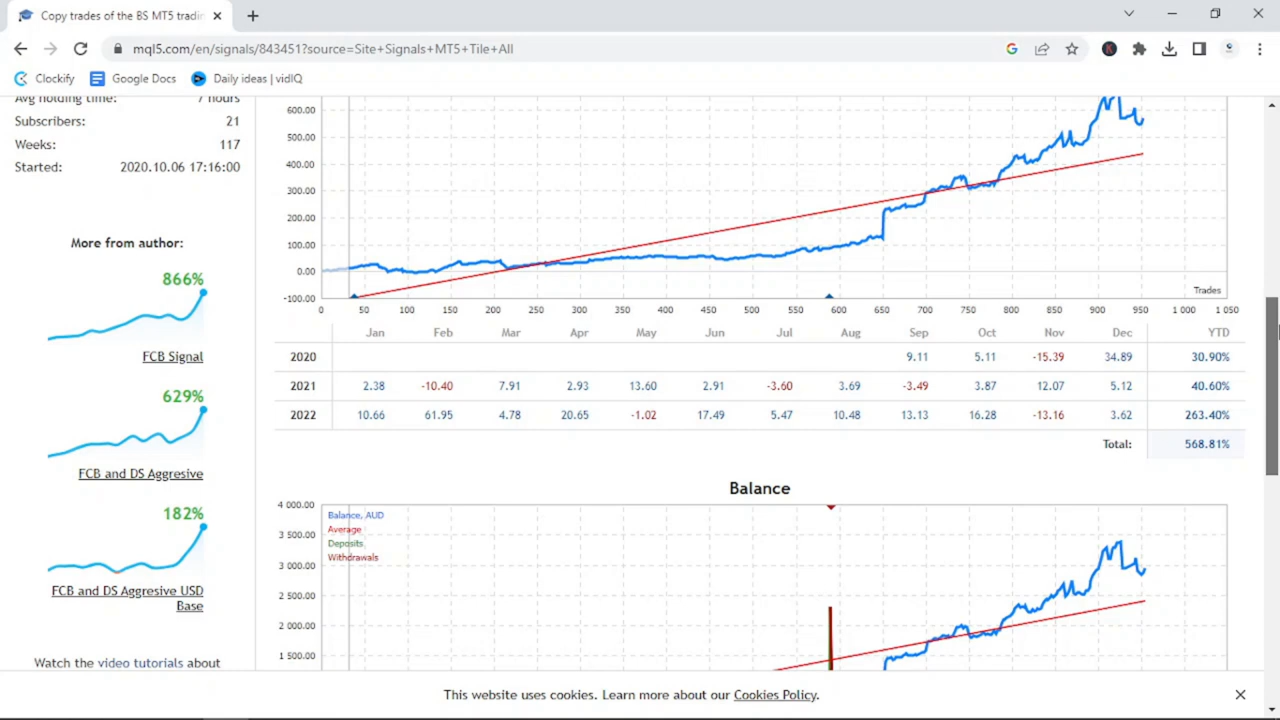 Copy trades of the BS MT5 tradin
mql5.com/en/signals/843451?source=Site+Signals+MT5+Tile+All
Clockify Google Docs Daily ideas | vidIQ
Avg holding time: 7 hours
Subscribers: 21
Weeks: 117
Started: 2020.10.06 17:16:00
More from author:
866%
FCB Signal
629%
FCB and DS Aggresive
182%
FCB and DS Aggresive USD
Base
Watch the video tutorials about
600.00
500.00
400.00
300.00
200.00
100.00
0.00
-100.00
Trades
0 50 100 150 200 250 300 350 400 450 500 550 600 650 700 750 800 850 900 950 1 000 1 050
Jan Feb Mar Apr May Jun Jul Aug Sep Oct Nov Dec YTD
2020 9.11 5.11 -15.39 34.89 30.90%
2021 2.38 -10.40 7.91 2.93 13.60 2.91 -3.60 3.69 -3.49 3.87 12.07 5.12 40.60%
2022 10.66 61.95 4.78 20.65 -1.02 17.49 5.47 10.48 13.13 16.28 -13.16 3.62 263.40%
Total: 568.81%
Balance
4 000.00
3 500.00
3 000.00
2 500.00
2 000.00
1 500.00
Balance, AUD
Average
Deposits
Withdrawals
This website uses cookies. Learn more about our Cookies Policy.